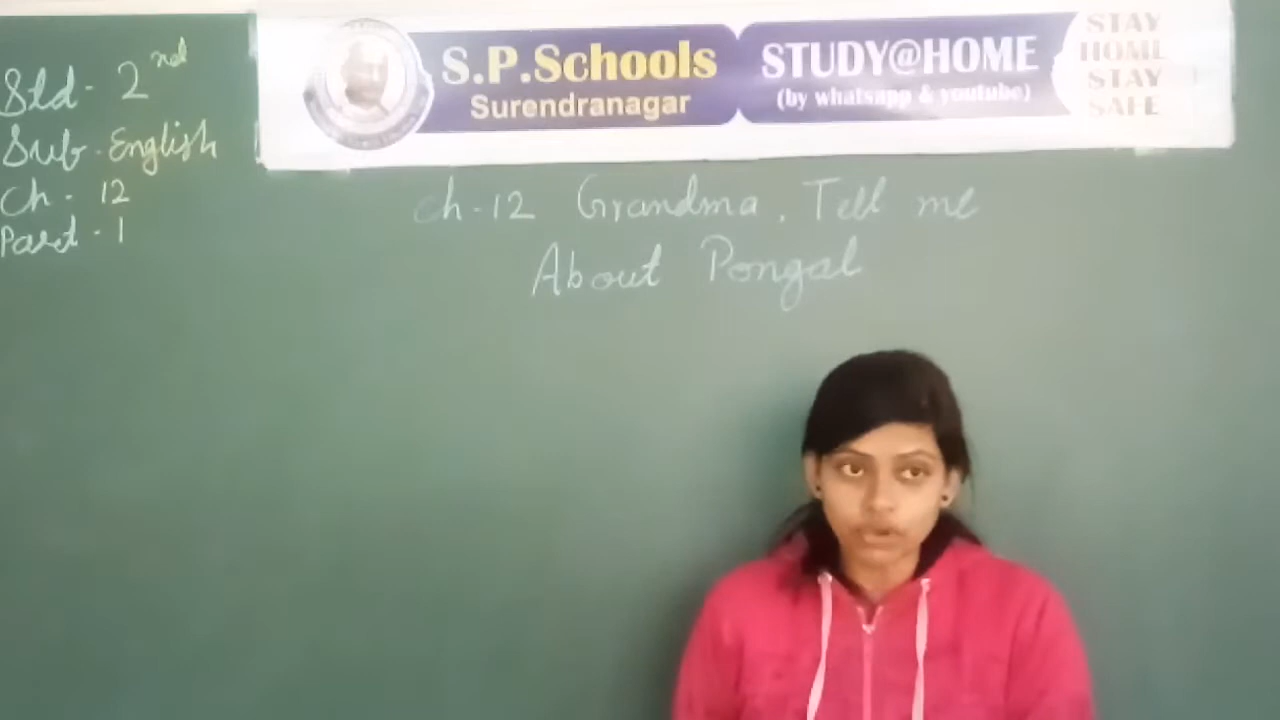 Std - 2nd
Sub - English
Ch - 12
Part - 1
S.P.Schools
Surendranagar
STUDY@HOME
(by whatsapp & youtube)
STAY
HOME
STAY
SAFE
Ch-12 Grandma, Tell me
About Pongal